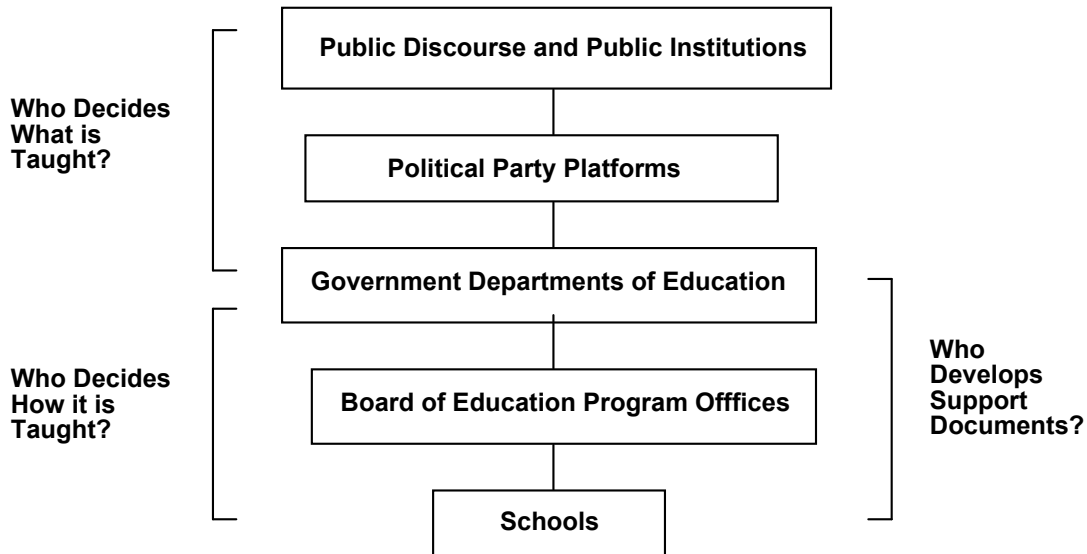 Public Discourse and Public Institutions
Who Decides
What is
Taught?
Political Party Platforms
Government Departments of Education
Who Decides
How it is
Taught?
Board of Education Program Offfices
Who
Develops
Support
Documents?
Schools